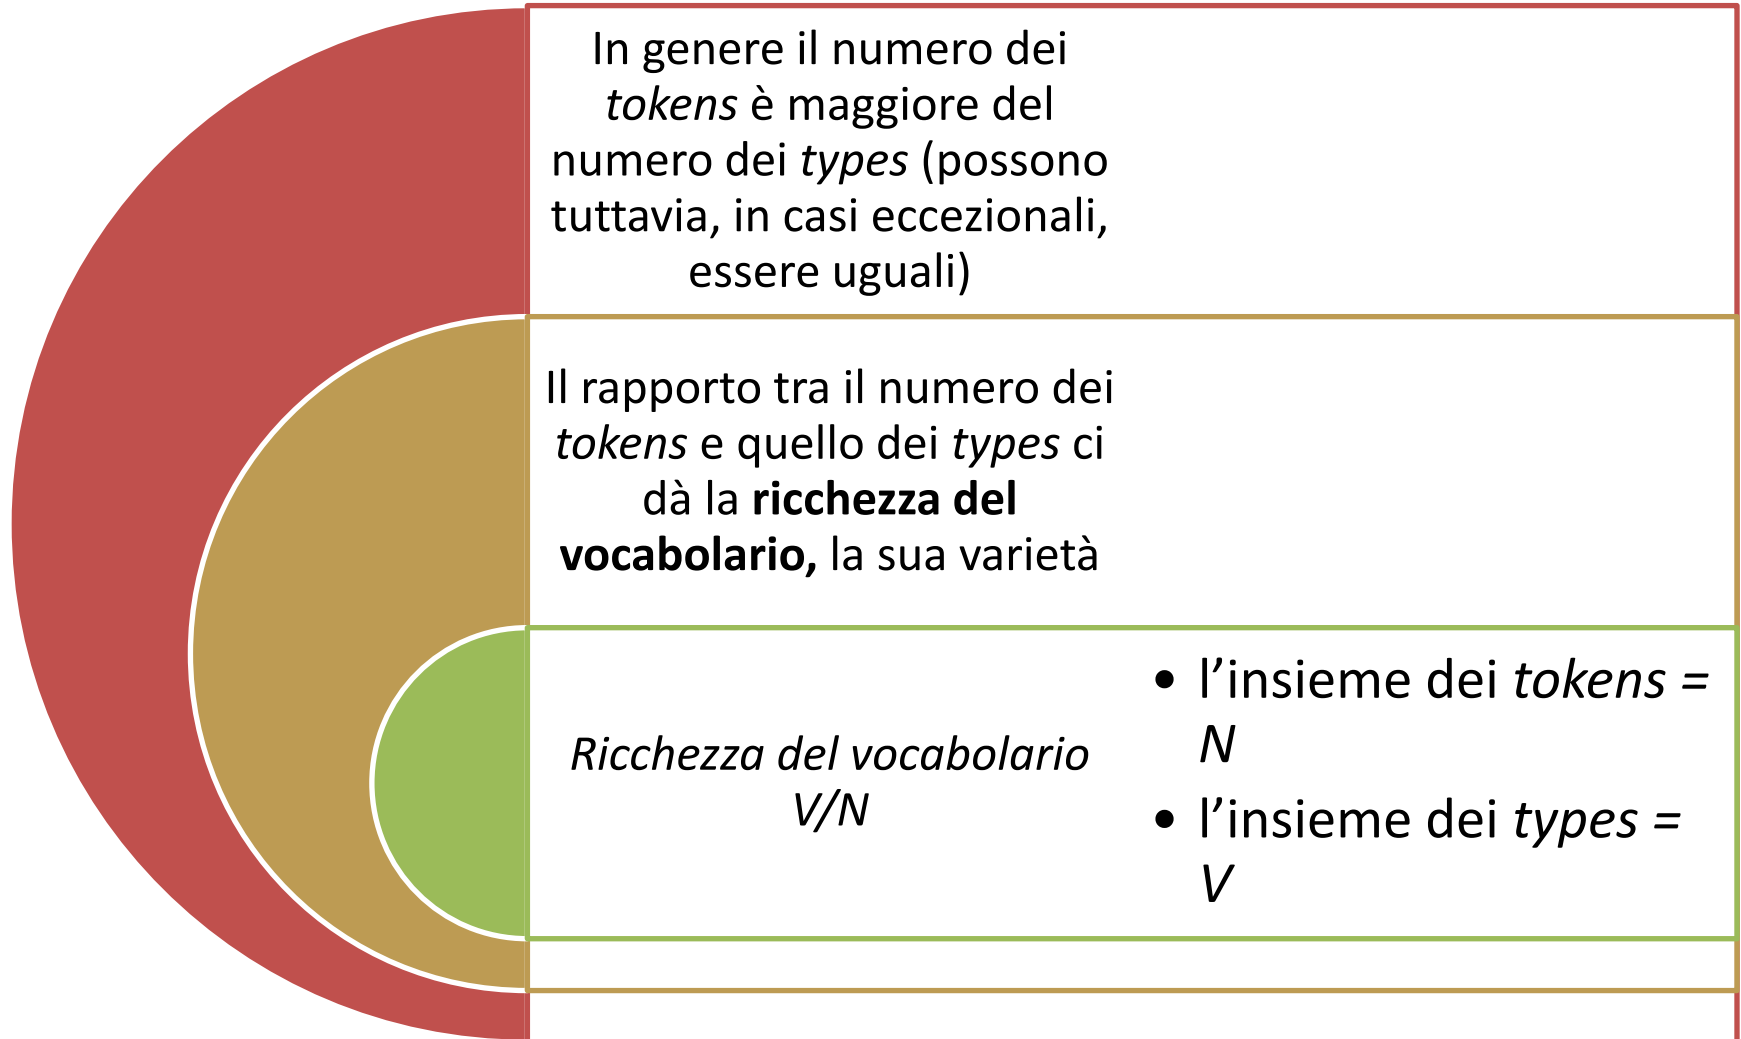 In genere il numero dei
tokens è maggiore del
numero dei types (possono
tuttavia, in casi eccezionali,
essere uguali)
Il rapporto tra il numero dei
tokens e quello dei types ci
dà la ricchezza del
vocabolario, la sua varietà
Ricchezza del vocabolario
V/N
• l’insieme dei tokens =
N
• l’insieme dei types =
V